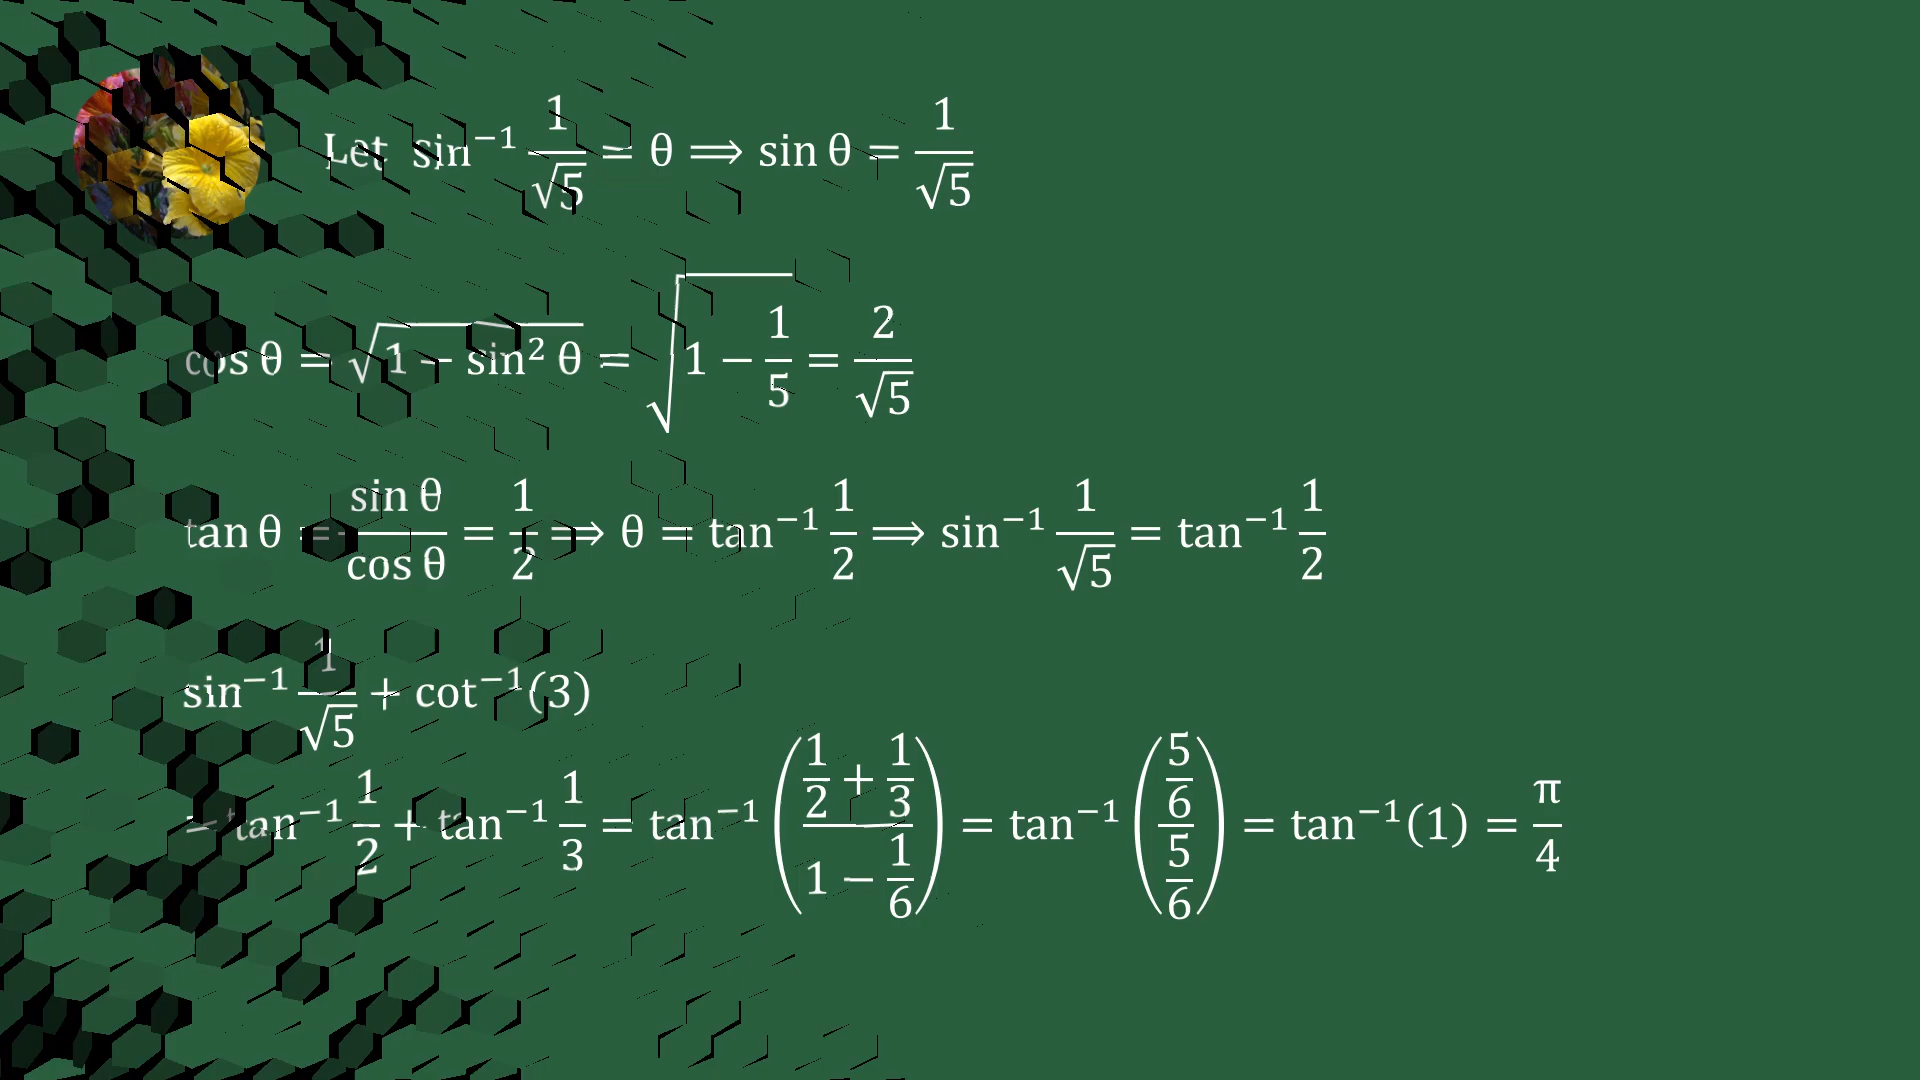 Let sin⁻¹ 1/√5 = θ ⟹ sin θ = 1/√5
cos θ = √(1 − sin² θ) = √(1 − 1/5) = 2/√5
tan θ = sin θ/cos θ = 1/2 ⟹ θ = tan⁻¹ 1/2 ⟹ sin⁻¹ 1/√5 = tan⁻¹ 1/2
sin⁻¹ 1/√5 + cot⁻¹(3)
= tan⁻¹ 1/2 + tan⁻¹ 1/3 = tan⁻¹((1/2 + 1/3)/(1 − 1/6)) = tan⁻¹((5/6)/(5/6)) = tan⁻¹(1) = π/4